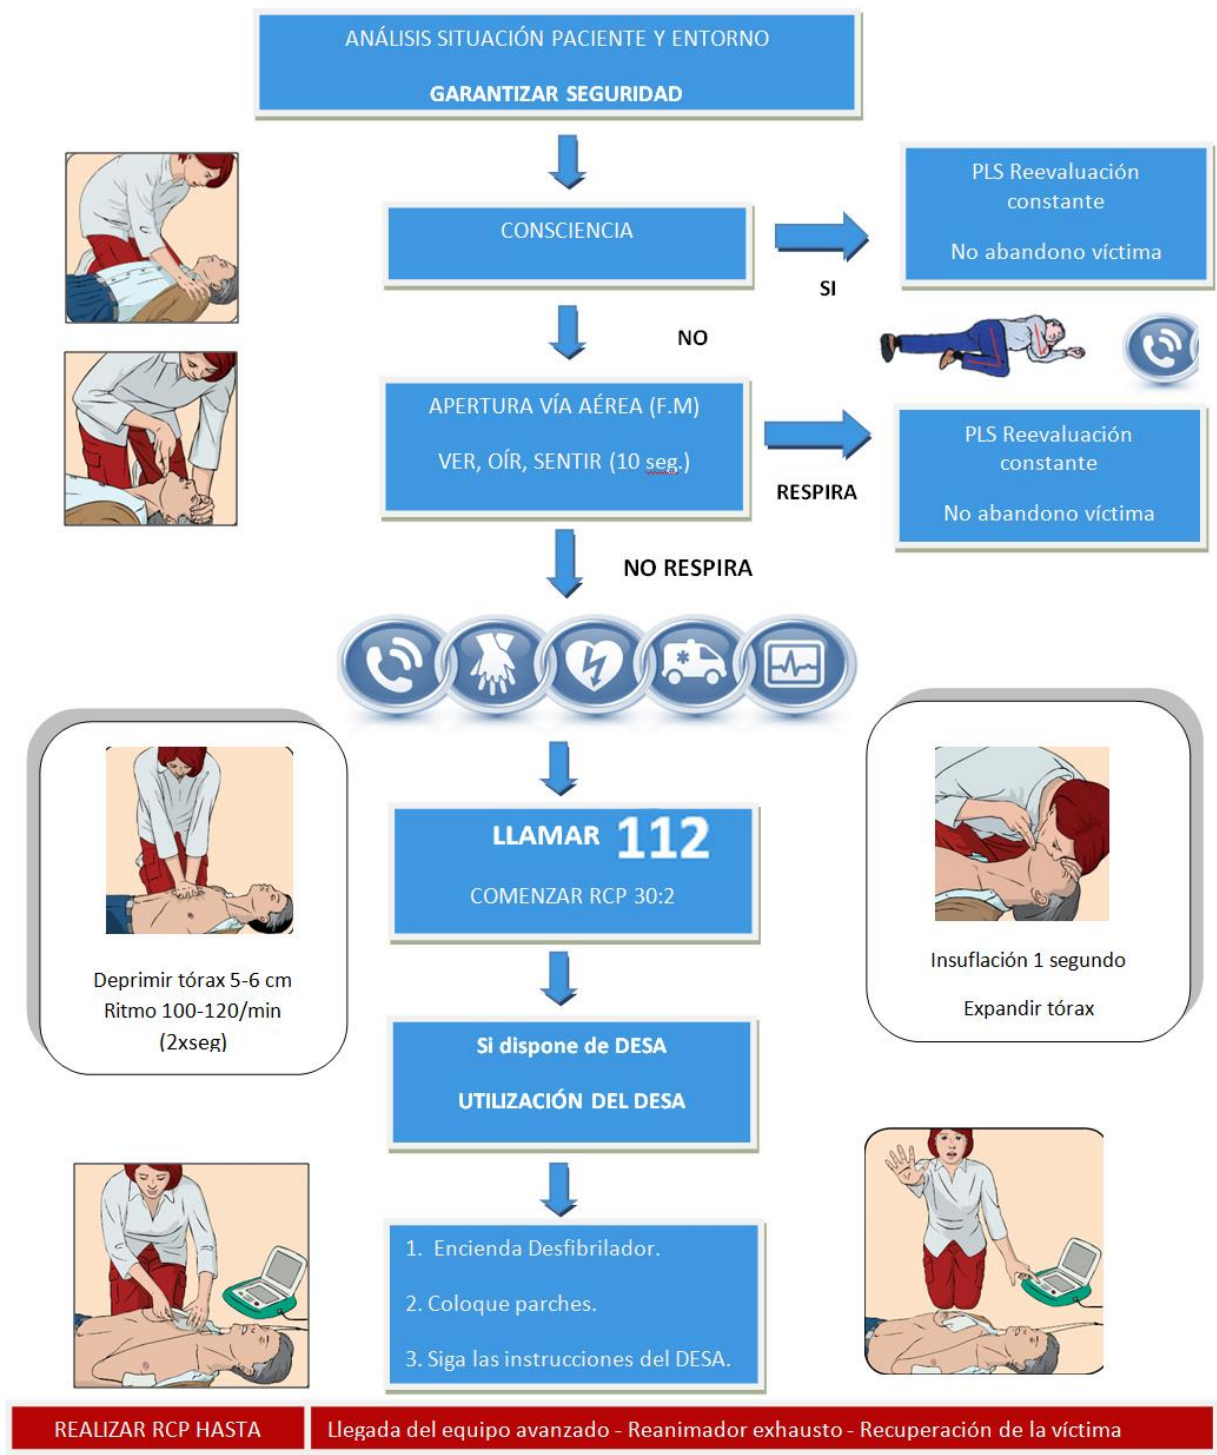 ANÁLISIS SITUACIÓN PACIENTE Y ENTORNO
GARANTIZAR SEGURIDAD
CONSCIENCIA
SI
PLS Reevaluación
constante
No abandono víctima
NO
APERTURA VÍA AÉREA (F.M)
VER, OÍR, SENTIR (10 seg.)
RESPIRA
PLS Reevaluación
constante
No abandono víctima
NO RESPIRA
LLAMAR 112
COMENZAR RCP 30:2
Deprimir tórax 5-6 cm
Ritmo 100-120/min
(2xseg)
Insuflación 1 segundo
Expandir tórax
Si dispone de DESA
UTILIZACIÓN DEL DESA
1. Encienda Desfibrilador.
2. Coloque parches.
3. Siga las instrucciones del DESA.
REALIZAR RCP HASTA
Llegada del equipo avanzado - Reanimador exhausto - Recuperación de la víctima